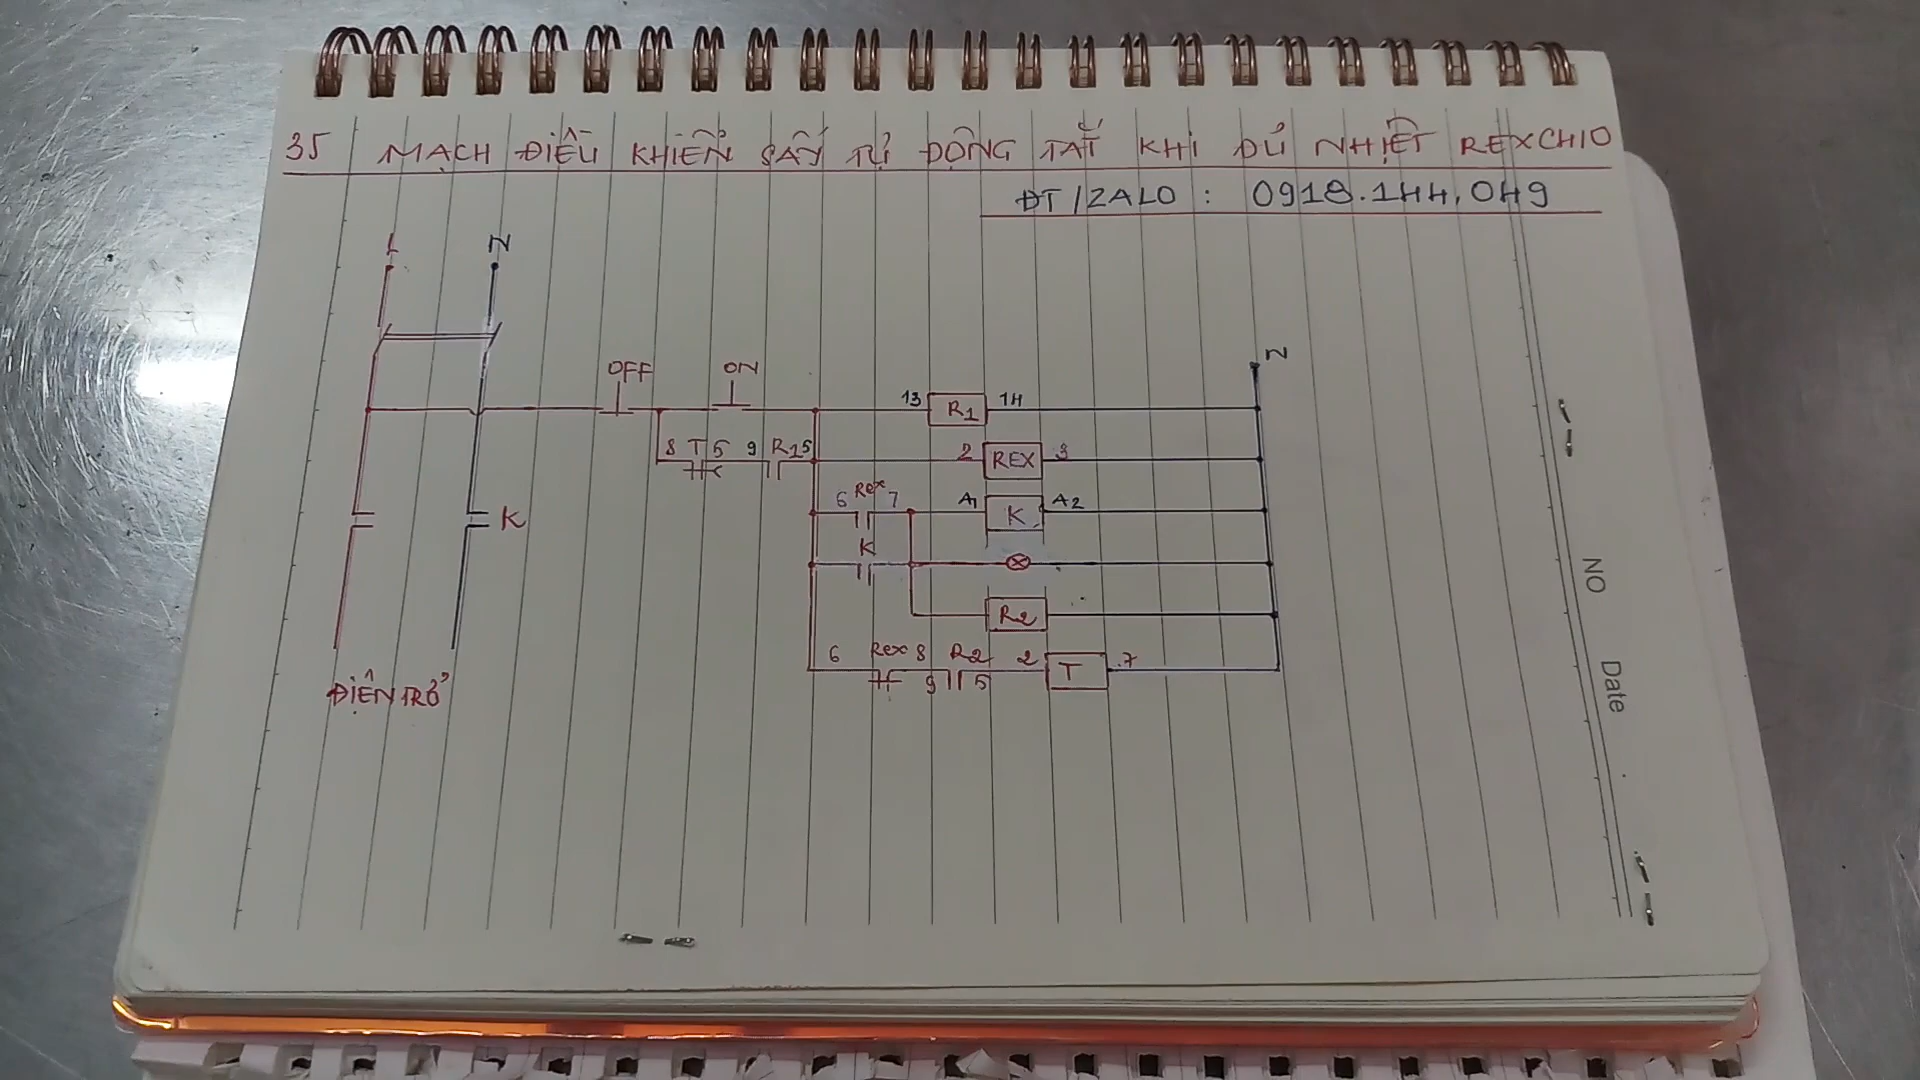 35 MẠCH ĐIỀU KHIỂN SẤY TỰ ĐỘNG TẮT KHI ĐỦ NHIỆT REXCH10
ĐT/ZALO : 0918.144.049
L N
N
OFF ON
13 R1 14
8 T 5 9 R1 5 2 REX 3
6 Rex 7 A1 K A2
K
K
R2
6 Rex 8 9 R2 5 2 T 7
ĐIỆN TRỞ
NO
Date